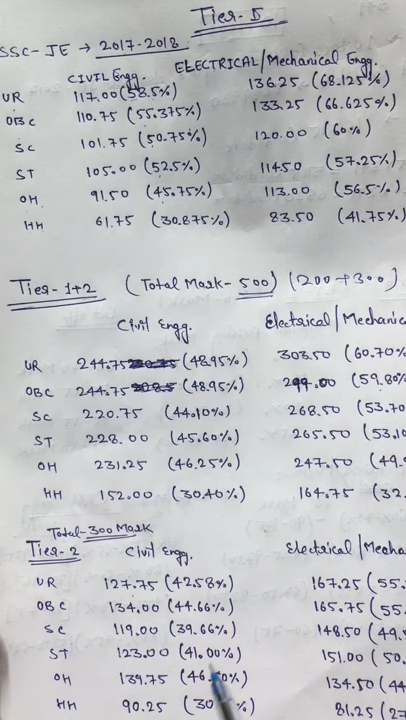 Tier-I
SSC-JE → 2017-2018
CIVIL Engg. ELECTRICAL/Mechanical Engg.
UR 117.00 (58.5%) 136.25 (68.125%)
OBC 110.75 (55.375%) 133.25 (66.625%)
SC 101.75 (50.75%) 120.00 (60%)
ST 105.00 (52.5%) 114.50 (57.25%)
OH 91.50 (45.75%) 113.00 (56.5%)
HH 61.75 (30.875%) 83.50 (41.75%)
Tier-1+2 (Total Mark-500) (200+300)
Civil Engg. Electrical/Mechanic
UR 244.75 (48.95%) 303.50 (60.70%
OBC 244.75 (48.95%) 299.00 (59.80%
SC 220.75 (44.10%) 268.50 (53.70
ST 228.00 (45.60%) 265.50 (53.10
OH 231.25 (46.25%) 247.50 (49.
HH 152.00 (30.40%) 164.75 (32.
Total-300 Mark
Tier-2 Civil Engg. Electrical/Mecha
UR 127.75 (42.58%) 167.25 (55.
OBC 134.00 (44.66%) 165.75 (55.
SC 119.00 (39.66%) 148.50 (49.
ST 123.00 (41.00%) 151.00 (50.
OH 139.75 (46. 0%) 134.50 (44
HH 90.25 (30 %) 81.25 (27